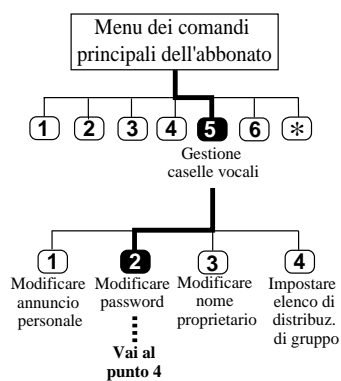 Menu dei comandi
principali dell'abbonato
1 2 3 4 5 6 *
Gestione
caselle vocali
1 2 3 4
Modificare
annuncio
personale
Modificare
password
Vai al
punto 4
Modificare
nome
proprietario
Impostare
elenco di
distribuz.
di gruppo